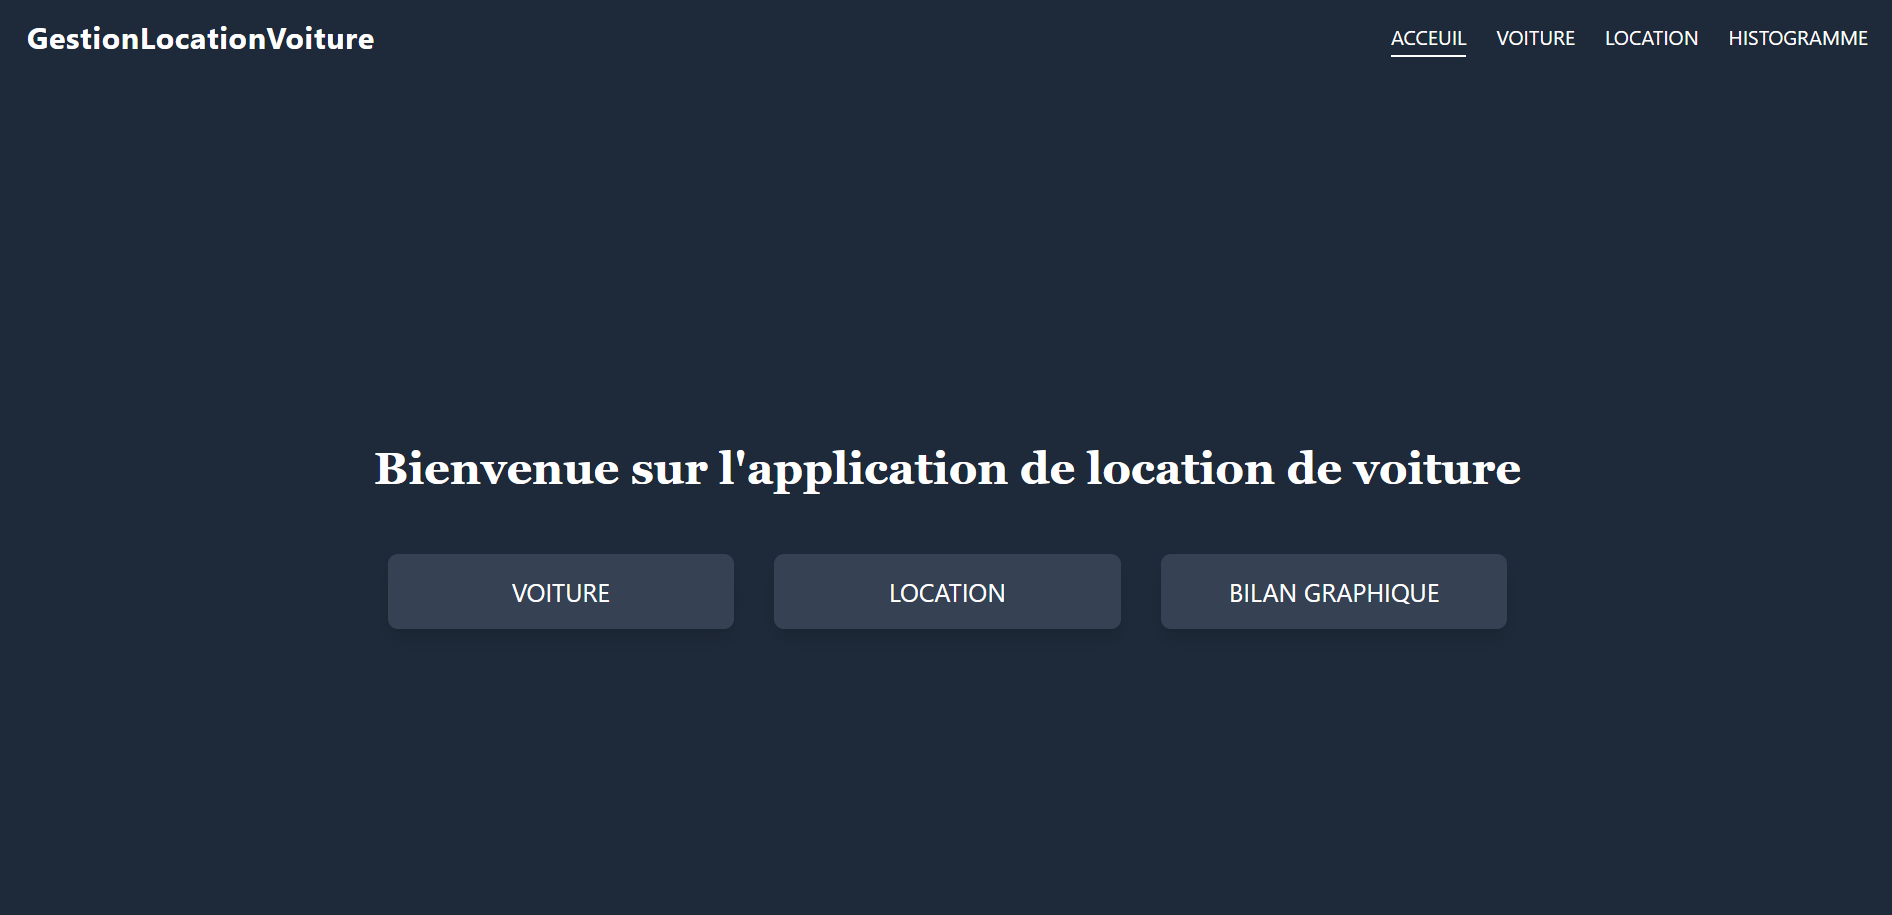 GestionLocationVoiture
ACCEUIL VOITURE LOCATION HISTOGRAMME
Bienvenue sur l'application de location de voiture
VOITURE LOCATION BILAN GRAPHIQUE